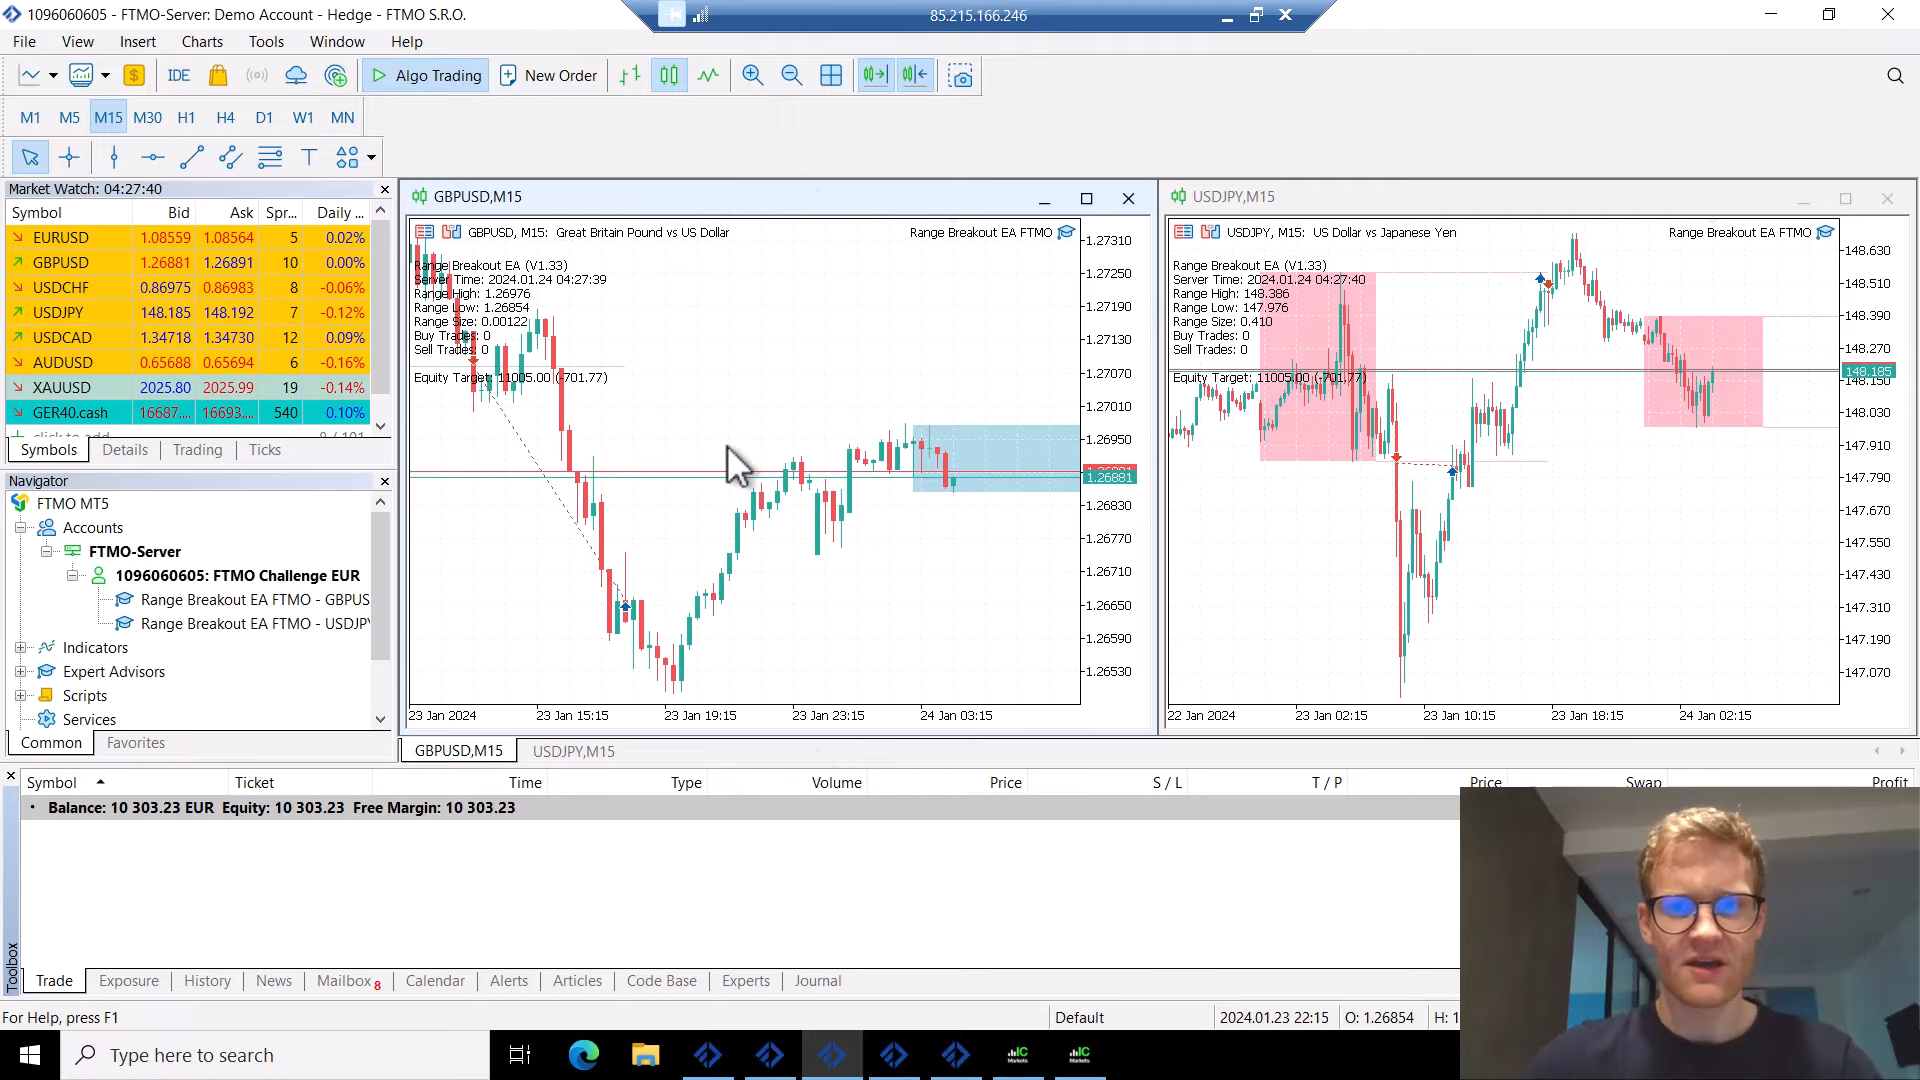 1096060605 - FTMO-Server: Demo Account - Hedge - FTMO S.R.O.
85.215.166.246
File View Insert Charts Tools Window Help
IDE Algo Trading New Order
M1 M5 M15 M30 H1 H4 D1 W1 MN
Market Watch: 04:27:40
Symbol Bid Ask Spr... Daily ...
EURUSD 1.08559 1.08564 5 0.02%
GBPUSD 1.26881 1.26891 10 0.00%
USDCHF 0.86975 0.86983 8 -0.06%
USDJPY 148.185 148.192 7 -0.12%
USDCAD 1.34718 1.34730 12 0.09%
AUDUSD 0.65688 0.65694 6 -0.16%
XAUUSD 2025.80 2025.99 19 -0.14%
GER40.cash 16687.... 16693.... 540 0.10%
Symbols Details Trading Ticks
Navigator
FTMO MT5
Accounts
FTMO-Server
1096060605: FTMO Challenge EUR
Range Breakout EA FTMO - GBPUS
Range Breakout EA FTMO - USDJP
Indicators
Expert Advisors
Scripts
Services
Common Favorites
GBPUSD,M15
GBPUSD, M15: Great Britain Pound vs US Dollar
Range Breakout EA FTMO
Range Breakout EA (V1.33)
Server Time: 2024.01.24 04:27:39
Range High: 1.26976
Range Low: 1.26854
Range Size: 0.00122
Buy Trades: 0
Sell Trades: 0
Equity Target: 11005.00 (-701.77)
1.27310
1.27250
1.27190
1.27130
1.27070
1.27010
1.26950
1.26881
1.26830
1.26770
1.26710
1.26650
1.26590
1.26530
23 Jan 2024 23 Jan 15:15 23 Jan 19:15 23 Jan 23:15 24 Jan 03:15
USDJPY,M15
USDJPY, M15: US Dollar vs Japanese Yen
Range Breakout EA FTMO
Range Breakout EA (V1.33)
Server Time: 2024.01.24 04:27:40
Range High: 148.386
Range Low: 147.976
Range Size: 0.410
Buy Trades: 0
Sell Trades: 0
Equity Target: 11005.00 (-701.77)
148.630
148.510
148.390
148.270
148.185
148.150
148.030
147.910
147.790
147.670
147.550
147.430
147.310
147.190
147.070
22 Jan 2024 23 Jan 02:15 23 Jan 10:15 23 Jan 18:15 24 Jan 02:15
GBPUSD,M15 USDJPY,M15
Symbol Ticket Time Type Volume Price S / L T / P Price Swap Profit
Balance: 10 303.23 EUR Equity: 10 303.23 Free Margin: 10 303.23
Toolbox
Trade Exposure History News Mailbox 8 Calendar Alerts Articles Code Base Experts Journal
For Help, press F1
Default
2024.01.23 22:15 O: 1.26854 H: 1
Type here to search
IC Markets
IC Markets